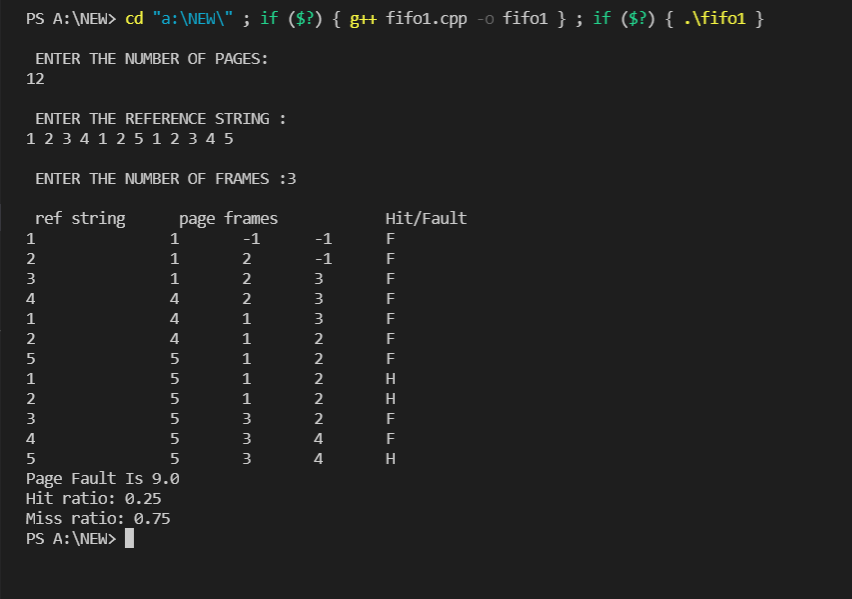 PS A:\NEW> cd "a:\NEW\" ; if ($?) { g++ fifo1.cpp -o fifo1 } ; if ($?) { .\fifo1 }
ENTER THE NUMBER OF PAGES:
12
ENTER THE REFERENCE STRING :
1 2 3 4 1 2 5 1 2 3 4 5
ENTER THE NUMBER OF FRAMES :3
ref string page frames Hit/Fault
1 1 -1 -1 F
2 1 2 -1 F
3 1 2 3 F
4 4 2 3 F
1 4 1 3 F
2 4 1 2 F
5 5 1 2 F
1 5 1 2 H
2 5 1 2 H
3 5 3 2 F
4 5 3 4 F
5 5 3 4 H
Page Fault Is 9.0
Hit ratio: 0.25
Miss ratio: 0.75
PS A:\NEW>